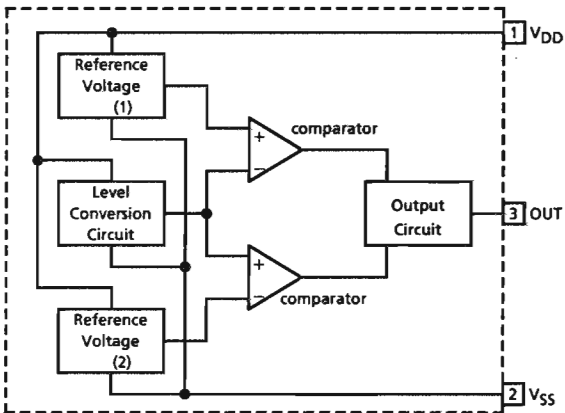 1 VDD
Reference
Voltage
(1)
comparator
+
−
Level
Conversion
Circuit
Output
Circuit
3 OUT
+
−
comparator
Reference
Voltage
(2)
2 VSS